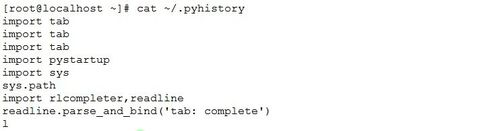 [root@localhost ~]# cat ~/.pyhistory
import tab
import tab
import tab
import pystartup
import sys
sys.path
import rlcompleter,readline
readline.parse_and_bind('tab: complete')
l